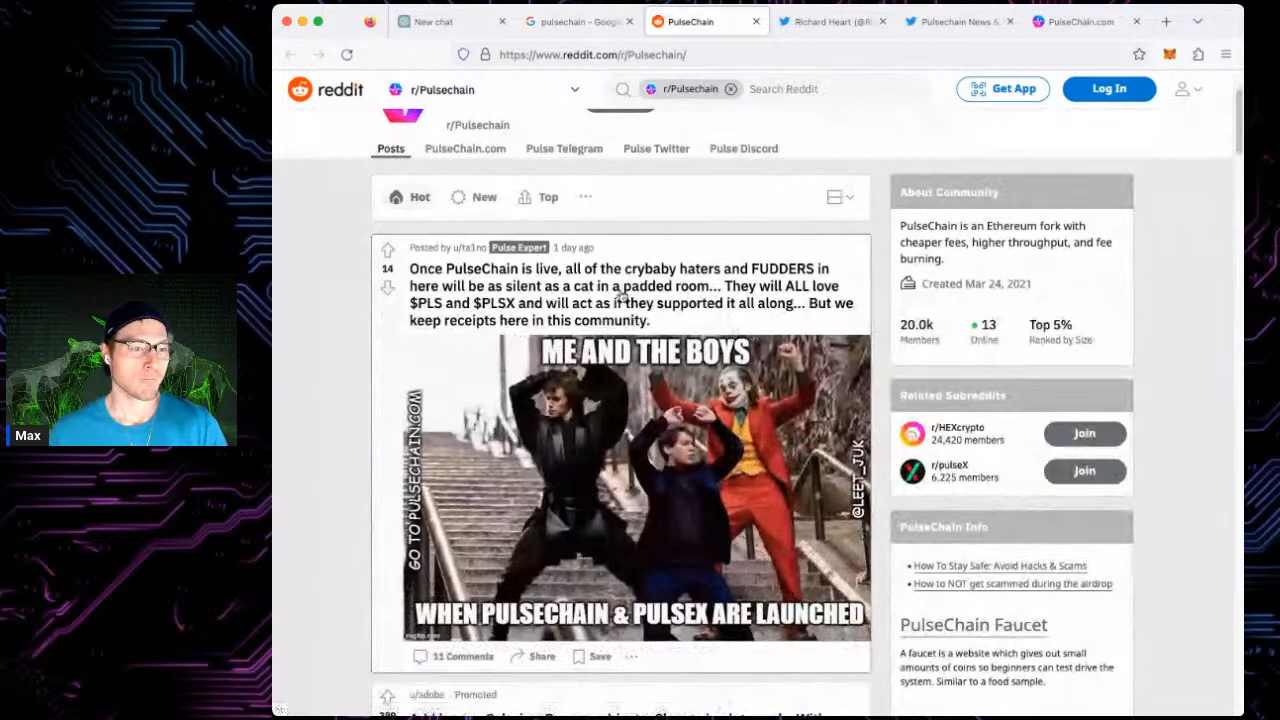 New chat
pulsechain - Google
PulseChain
Richard Heart (@Ri
Pulsechain News &
PulseChain.com
https://www.reddit.com/r/Pulsechain/
reddit
r/Pulsechain
r/Pulsechain
Search Reddit
Get App
Log In
r/Pulsechain
Posts
PulseChain.com
Pulse Telegram
Pulse Twitter
Pulse Discord
Hot
New
Top
...
Posted by u/ta1no Pulse Expert 1 day ago
14
Once PulseChain is live, all of the crybaby haters and FUDDERS in
here will be as silent as a cat in a padded room... They will ALL love
$PLS and $PLSX and will act as if they supported it all along... But we
keep receipts here in this community.
ME AND THE BOYS
GO TO PULSECHAIN.COM
@LEET_JUK
WHEN PULSECHAIN & PULSEX ARE LAUNCHED
imgflip.com
11 Comments
Share
Save
...
u/adobe Promoted
About Community
PulseChain is an Ethereum fork with
cheaper fees, higher throughput, and fee
burning.
Created Mar 24, 2021
20.0k
Members
13
Online
Top 5%
Ranked by Size
Related Subreddits
r/HEXcrypto
24,420 members
Join
r/pulseX
6,225 members
Join
PulseChain Info
• How To Stay Safe: Avoid Hacks & Scams
• How to NOT get scammed during the airdrop
PulseChain Faucet
A faucet is a website which gives out small
amounts of coins so beginners can test drive the
system. Similar to a food sample.
Max